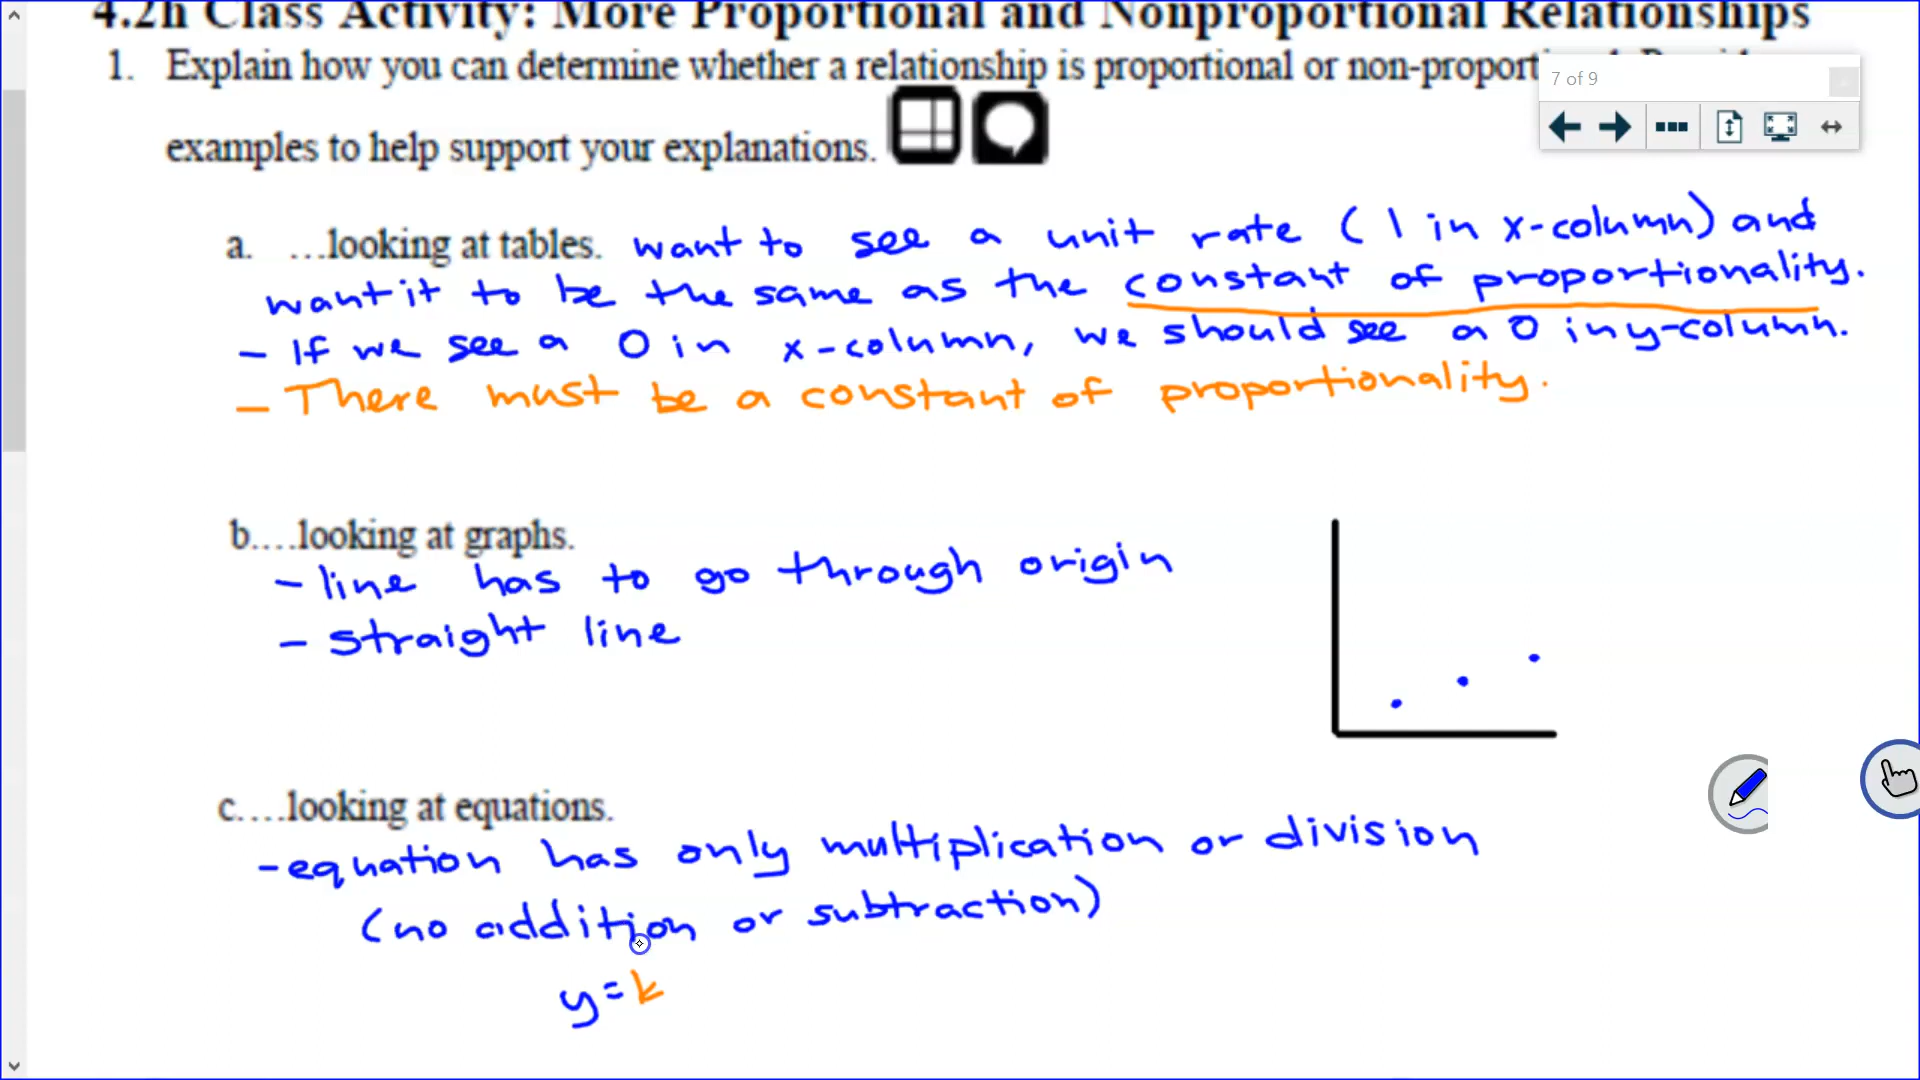 4.2h Class Activity: More Proportional and Nonproportional Relationships
1. Explain how you can determine whether a relationship is proportional or non-proport
7 of 9
examples to help support your explanations.
a. …looking at tables. want to see a unit rate (1 in x-column) and
want it to be the same as the constant of proportionality.
- If we see a 0 in x-column, we should see a 0 in y-column.
- There must be a constant of proportionality.
b.…looking at graphs.
- line has to go through origin
- straight line
c.…looking at equations.
- equation has only multiplication or division
(no addition or subtraction)
y=k